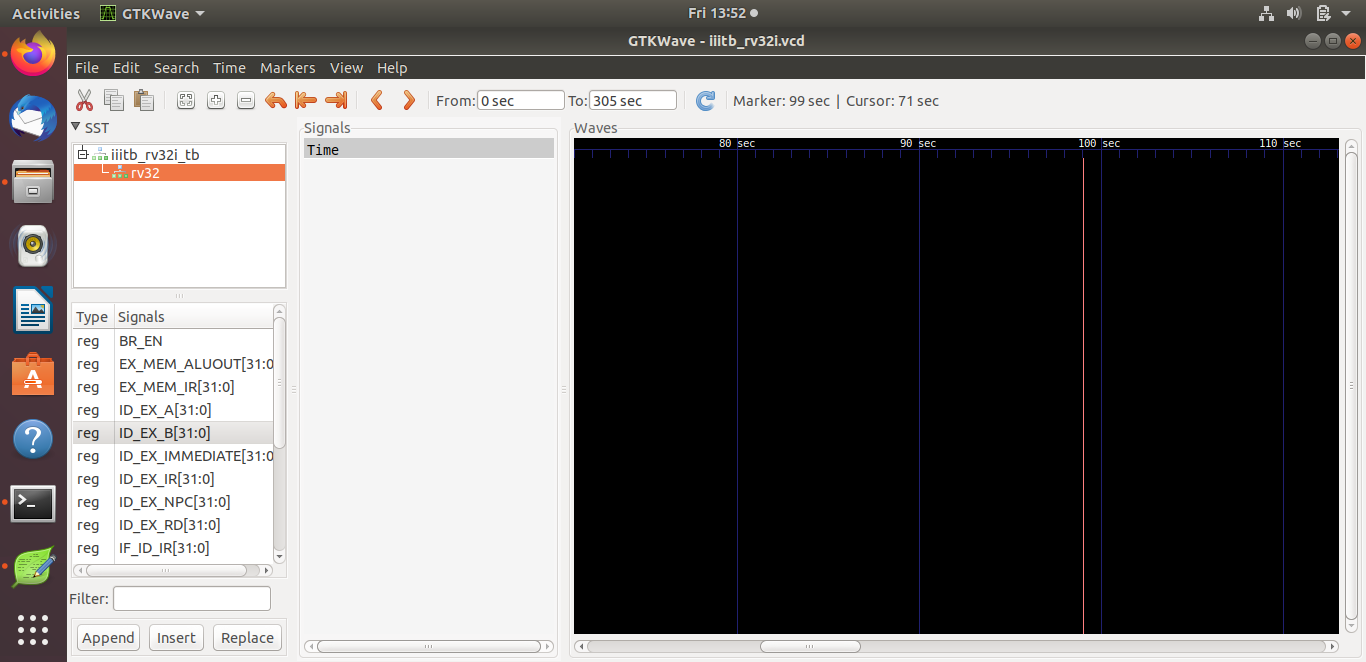 Activities GTKWave Fri 13:52
GTKWave - iiitb_rv32i.vcd
File Edit Search Time Markers View Help
From: 0 sec To: 305 sec Marker: 99 sec | Cursor: 71 sec
SST
iiitb_rv32i_tb
rv32
Type Signals
reg BR_EN
reg EX_MEM_ALUOUT[31:0
reg EX_MEM_IR[31:0]
reg ID_EX_A[31:0]
reg ID_EX_B[31:0]
reg ID_EX_IMMEDIATE[31:0
reg ID_EX_IR[31:0]
reg ID_EX_NPC[31:0]
reg ID_EX_RD[31:0]
reg IF_ID_IR[31:0]
Filter:
Append Insert Replace
Signals
Time
Waves
80 sec 90 sec 100 sec 110 sec